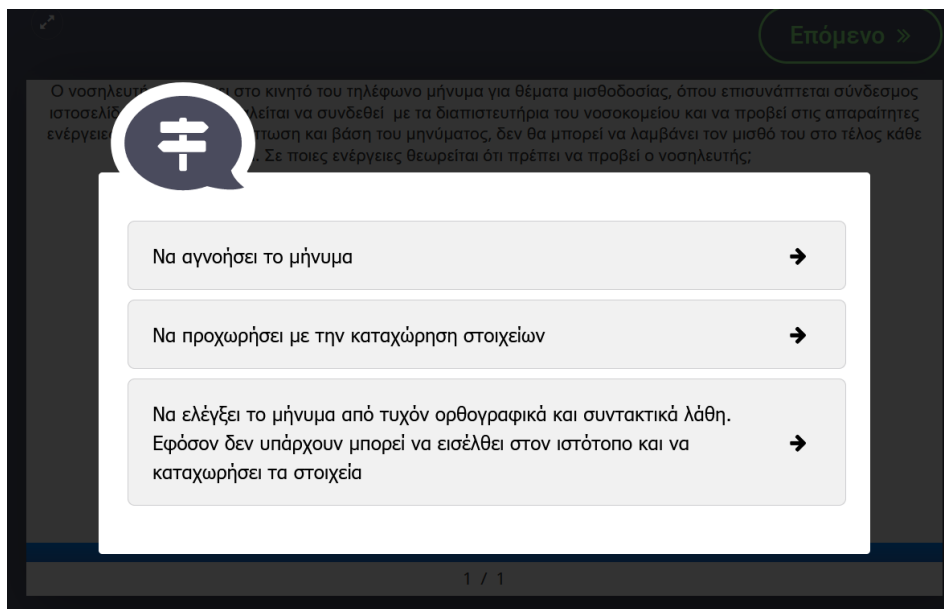 Επόμενο »
Ο νοσηλευτή στο κινητό του τηλέφωνο μήνυμα για θέματα μισθοδοσίας, όπου επισυνάπτεται σύνδεσμος
ιστοσελίδ λείται να συνδεθεί με τα διαπιστευτήρια του νοσοκομείου και να προβεί στις απαραίτητες
ενέργειες πτωση και βάση του μηνύματος, δεν θα μπορεί να λαμβάνει τον μισθό του στο τέλος κάθε
. Σε ποιες ενέργειες θεωρείται ότι πρέπει να προβεί ο νοσηλευτής;
Να αγνοήσει το μήνυμα
Να προχωρήσει με την καταχώρηση στοιχείων
Να ελέγξει το μήνυμα από τυχόν ορθογραφικά και συντακτικά λάθη.
Εφόσον δεν υπάρχουν μπορεί να εισέλθει στον ιστότοπο και να
καταχωρήσει τα στοιχεία
1 / 1